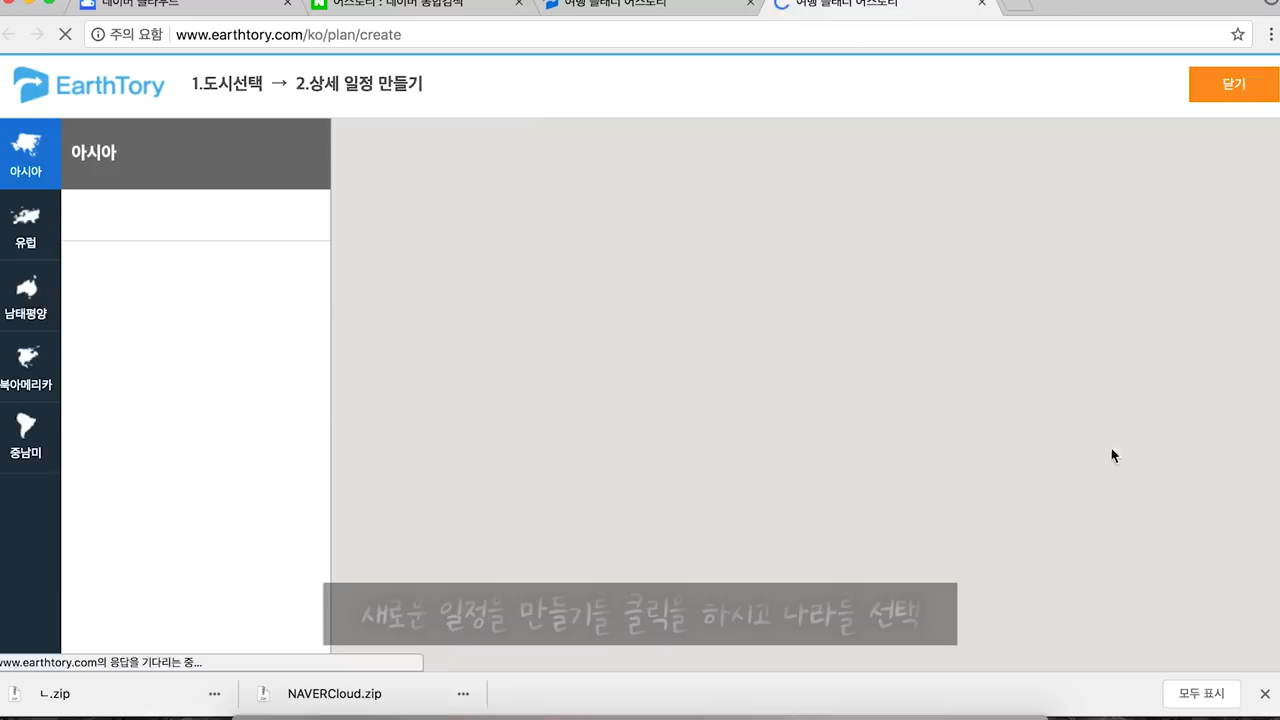 주의 요함 www.earthtory.com/ko/plan/create
EarthTory 1.도시선택 → 2.상세 일정 만들기 닫기
아시아
아시아
유럽
남태평양
북아메리카
중남미
새로운 일정을 만들기를 클릭을 하시고 나라를 선택
www.earthtory.com의 응답을 기다리는 중...
ㄴ.zip
NAVERCloud.zip
모두 표시